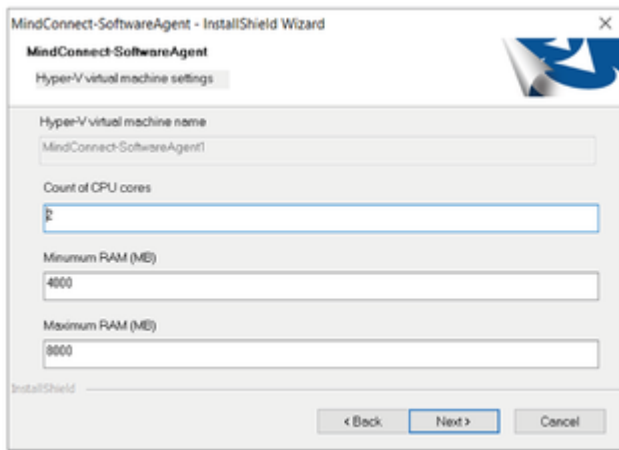 MindConnect-SoftwareAgent - InstallShield Wizard
MindConnect-SoftwareAgent
Hyper-V virtual machine settings
Hyper-V virtual machine name
MindConnect-SoftwareAgent1
Count of CPU cores
2
Minumum RAM (MB)
4000
Maximum RAM (MB)
8000
InstallShield
< Back
Next >
Cancel